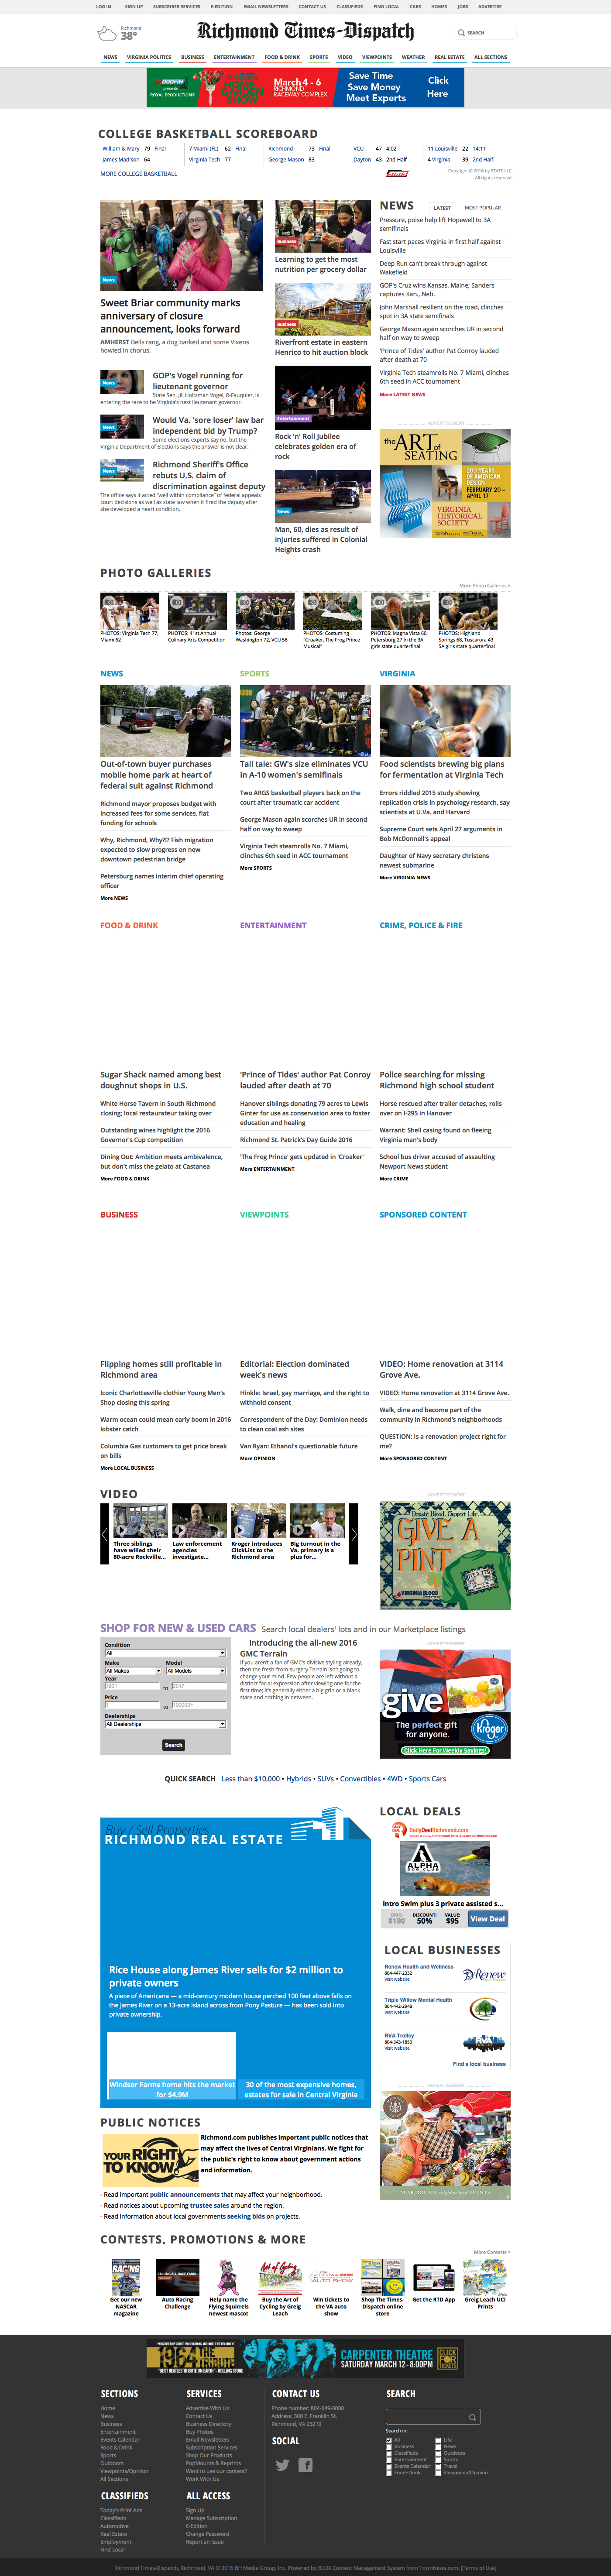 LOG IN SIGN UP SUBSCRIBER SERVICES E-EDITION EMAIL NEWSLETTERS CONTACT US CLASSIFIEDS FIND LOCAL CARS HOMES JOBS ADVERTISE
Richmond
38°
Richmond Times-Dispatch
SEARCH
NEWS VIRGINIA POLITICS BUSINESS ENTERTAINMENT FOOD & DRINK SPORTS VIDEO VIEWPOINTS WEATHER REAL ESTATE ALL SECTIONS
March 4 - 6
RICHMOND
RACEWAY COMPLEX
Save Time
Save Money
Meet Experts
Click
Here
COLLEGE BASKETBALL SCOREBOARD
William & Mary 79 Final
James Madison 64
7 Miami (FL) 62 Final
Virginia Tech 77
Richmond 73 Final
George Mason 83
VCU 47 4:02
Dayton 43 2nd Half
11 Louisville 22 14:11
4 Virginia 39 2nd Half
MORE COLLEGE BASKETBALL
STATS
Copyright © 2016 by STATS LLC.
All rights reserved.
News
Sweet Briar community marks
anniversary of closure
announcement, looks forward
AMHERST Bells rang, a dog barked and some Vixens
howled in chorus.
News
GOP's Vogel running for
lieutenant governor
State Sen. Jill Holtzman Vogel, R-Fauquier, is
entering the race to be Virginia's next lieutenant governor.
News
Would Va. 'sore loser' law bar
independent bid by Trump?
Some elections experts say no, but the
Virginia Department of Elections says the answer is not clear.
News
Richmond Sheriff's Office
rebuts U.S. claim of
discrimination against deputy
The office says it acted "well within compliance" of federal appeals
court decisions as well as state law when it fired the deputy after
she developed a heart condition.
Business
Learning to get the most
nutrition per grocery dollar
Business
Riverfront estate in eastern
Henrico to hit auction block
Entertainment
Rock 'n' Roll Jubilee
celebrates golden era of
rock
News
Man, 60, dies as result of
injuries suffered in Colonial
Heights crash
NEWS
LATEST MOST POPULAR
Pressure, poise help lift Hopewell to 3A
semifinals
Fast start paces Virginia in first half against
Louisville
Deep Run can't break through against
Wakefield
GOP's Cruz wins Kansas, Maine; Sanders
captures Kan., Neb.
John Marshall resilient on the road, clinches
spot in 3A state semifinals
George Mason again scorches UR in second
half on way to sweep
'Prince of Tides' author Pat Conroy lauded
after death at 70
Virginia Tech steamrolls No. 7 Miami, clinches
6th seed in ACC tournament
More LATEST NEWS
ADVERTISEMENT
the ART of
SEATING
200 YEARS
OF AMERICAN
DESIGN
FEBRUARY 20 –
APRIL 17
VIRGINIA
HISTORICAL
SOCIETY
PHOTO GALLERIES
More Photo Galleries >
PHOTOS: Virginia Tech 77,
Miami 62
PHOTOS: 41st Annual
Culinary Arts Competition
Photos: George
Washington 72, VCU 58
PHOTOS: Costuming
"Croaker, The Frog Prince
Musical"
PHOTOS: Magna Vista 60,
Petersburg 27 in the 3A
girls state quarterfinal
PHOTOS: Highland
Springs 68, Tuscarora 43
5A girls state quarterfinal
NEWS
Out-of-town buyer purchases
mobile home park at heart of
federal suit against Richmond
Richmond mayor proposes budget with
increased fees for some services, flat
funding for schools
Why, Richmond, Why?!? Fish migration
expected to slow progress on new
downtown pedestrian bridge
Petersburg names interim chief operating
officer
More NEWS
SPORTS
Tall tale: GW's size eliminates VCU
in A-10 women's semifinals
Two ARGS basketball players back on the
court after traumatic car accident
George Mason again scorches UR in second
half on way to sweep
Virginia Tech steamrolls No. 7 Miami,
clinches 6th seed in ACC tournament
More SPORTS
VIRGINIA
Food scientists brewing big plans
for fermentation at Virginia Tech
Errors riddled 2015 study showing
replication crisis in psychology research, say
scientists at U.Va. and Harvard
Supreme Court sets April 27 arguments in
Bob McDonnell's appeal
Daughter of Navy secretary christens
newest submarine
More VIRGINIA NEWS
FOOD & DRINK
Sugar Shack named among best
doughnut shops in U.S.
White Horse Tavern in South Richmond
closing; local restaurateur taking over
Outstanding wines highlight the 2016
Governor's Cup competition
Dining Out: Ambition meets ambivalence,
but don't miss the gelato at Castanea
More FOOD & DRINK
ENTERTAINMENT
'Prince of Tides' author Pat Conroy
lauded after death at 70
Hanover siblings donating 79 acres to Lewis
Ginter for use as conservation area to foster
education and healing
Richmond St. Patrick's Day Guide 2016
'The Frog Prince' gets updated in 'Croaker'
More ENTERTAINMENT
CRIME, POLICE & FIRE
Police searching for missing
Richmond high school student
Horse rescued after trailer detaches, rolls
over on I-295 in Hanover
Warrant: Shell casing found on fleeing
Virginia man's body
School bus driver accused of assaulting
Newport News student
More CRIME
BUSINESS
Flipping homes still profitable in
Richmond area
Iconic Charlottesville clothier Young Men's
Shop closing this spring
Warm ocean could mean early boom in 2016
lobster catch
Columbia Gas customers to get price break
on bills
More LOCAL BUSINESS
VIEWPOINTS
Editorial: Election dominated
week's news
Hinkle: Israel, gay marriage, and the right to
withhold consent
Correspondent of the Day: Dominion needs
to clean coal ash sites
Van Ryan: Ethanol's questionable future
More OPINION
SPONSORED CONTENT
VIDEO: Home renovation at 3114
Grove Ave.
VIDEO: Home renovation at 3114 Grove Ave.
Walk, dine and become part of the
community in Richmond's neighborhoods
QUESTION: Is a renovation project right for
me?
More SPONSORED CONTENT
VIDEO
Three siblings
have willed their
80-acre Rockville...
Law enforcement
agencies
investigate...
Kroger introduces
ClickList to the
Richmond area
Big turnout in the
Va. primary is a
plus for...
ADVERTISEMENT
Donate Blood. Support Life.
GIVE A
PINT
VIRGINIA BLOOD
SHOP FOR NEW & USED CARS Search local dealers' lots and in our Marketplace listings
Condition
All
Make Model
All Makes All Models
Year
1901 to 2017
Price
1 to 100000+
Dealerships
All Dealerships
Search
Introducing the all-new 2016
GMC Terrain
If you aren't a fan of GMC's divisive styling already,
then the fresh-from-surgery Terrain isn't going to
change your mind. Few people are left without a
distinct facial expression after viewing one for the
first time; it's generally either a big grin or a blank
stare and nothing in between.
ADVERTISEMENT
give
The perfect gift
for anyone.
Kroger
Click Here For Weekly Savings!
QUICK SEARCH Less than $10,000 • Hybrids • SUVs • Convertibles • 4WD • Sports Cars
Buy / Sell Properties
RICHMOND REAL ESTATE
Rice House along James River sells for $2 million to
private owners
A piece of Americana — a mid-century modern house perched 100 feet above falls on
the James River on a 13-acre island across from Pony Pasture — has been sold into
private ownership.
Windsor Farms home hits the market
for $4.9M
30 of the most expensive homes,
estates for sale in Central Virginia
LOCAL DEALS
DailyDealRichmond.com
ALPHA
DOG CLUB
Intro Swim plus 3 private assisted s...
ORIG: $190
DISCOUNT: 50%
VALUE: $95
View Deal
LOCAL BUSINESSES
Renew Health and Wellness
804-447-2332
Visit website
Renew
Triple Willow Mental Health
804-442-2948
Visit website
RVA Trolley
804-343-1850
Visit website
RVA
Find a local business
ADVERTISEMENT
YEAR-ROUND neighborhood EVENTS
PUBLIC NOTICES
YOUR RIGHT
TO KNOW
Richmond.com publishes important public notices that
may affect the lives of Central Virginians. We fight for
the public's right to know about government actions
and information.
- Read important public announcements that may affect your neighborhood.
- Read notices about upcoming trustee sales around the region.
- Read information about local governments seeking bids on projects.
CONTESTS, PROMOTIONS & MORE
More Contests >
Get our new
NASCAR
magazine
Auto Racing
Challenge
Help name the
Flying Squirrels
newest mascot
Buy the Art of
Cycling by Greig
Leach
Win tickets to
the VA auto
show
Shop The Times-
Dispatch online
store
Get the RTD App
Greig Leach UCI
Prints
1964 THE TRIBUTE
"BEST BEATLES TRIBUTE ON EARTH" - ROLLING STONE
CARPENTER THEATRE
SATURDAY MARCH 12 - 8:00PM
CLICK
FOR
TICKETS
SECTIONS
Home
News
Business
Entertainment
Events Calendar
Food & Drink
Sports
Outdoors
Viewpoints/Opinion
All Sections
SERVICES
Advertise With Us
Contact Us
Business Directory
Buy Photos
Email Newsletters
Subscription Services
Shop Our Products
PopMounts & Reprints
Want to use our content?
Work With Us
CONTACT US
Phone number: 804-649-6000
Address: 300 E. Franklin St.
Richmond, VA 23219
SOCIAL
SEARCH
Search in:
All Life
Business News
Classifieds Outdoors
Entertainment Sports
Events Calendar Travel
Food+Drink Viewpoints/Opinion
CLASSIFIEDS
Today's Print Ads
Classifieds
Automotive
Real Estate
Employment
Find Local
ALL ACCESS
Sign Up
Manage Subscription
E-Edition
Change Password
Report an Issue
Richmond Times-Dispatch, Richmond, VA © 2016 BH Media Group, Inc. Powered by BLOX Content Management System from TownNews.com. [Terms of Use]